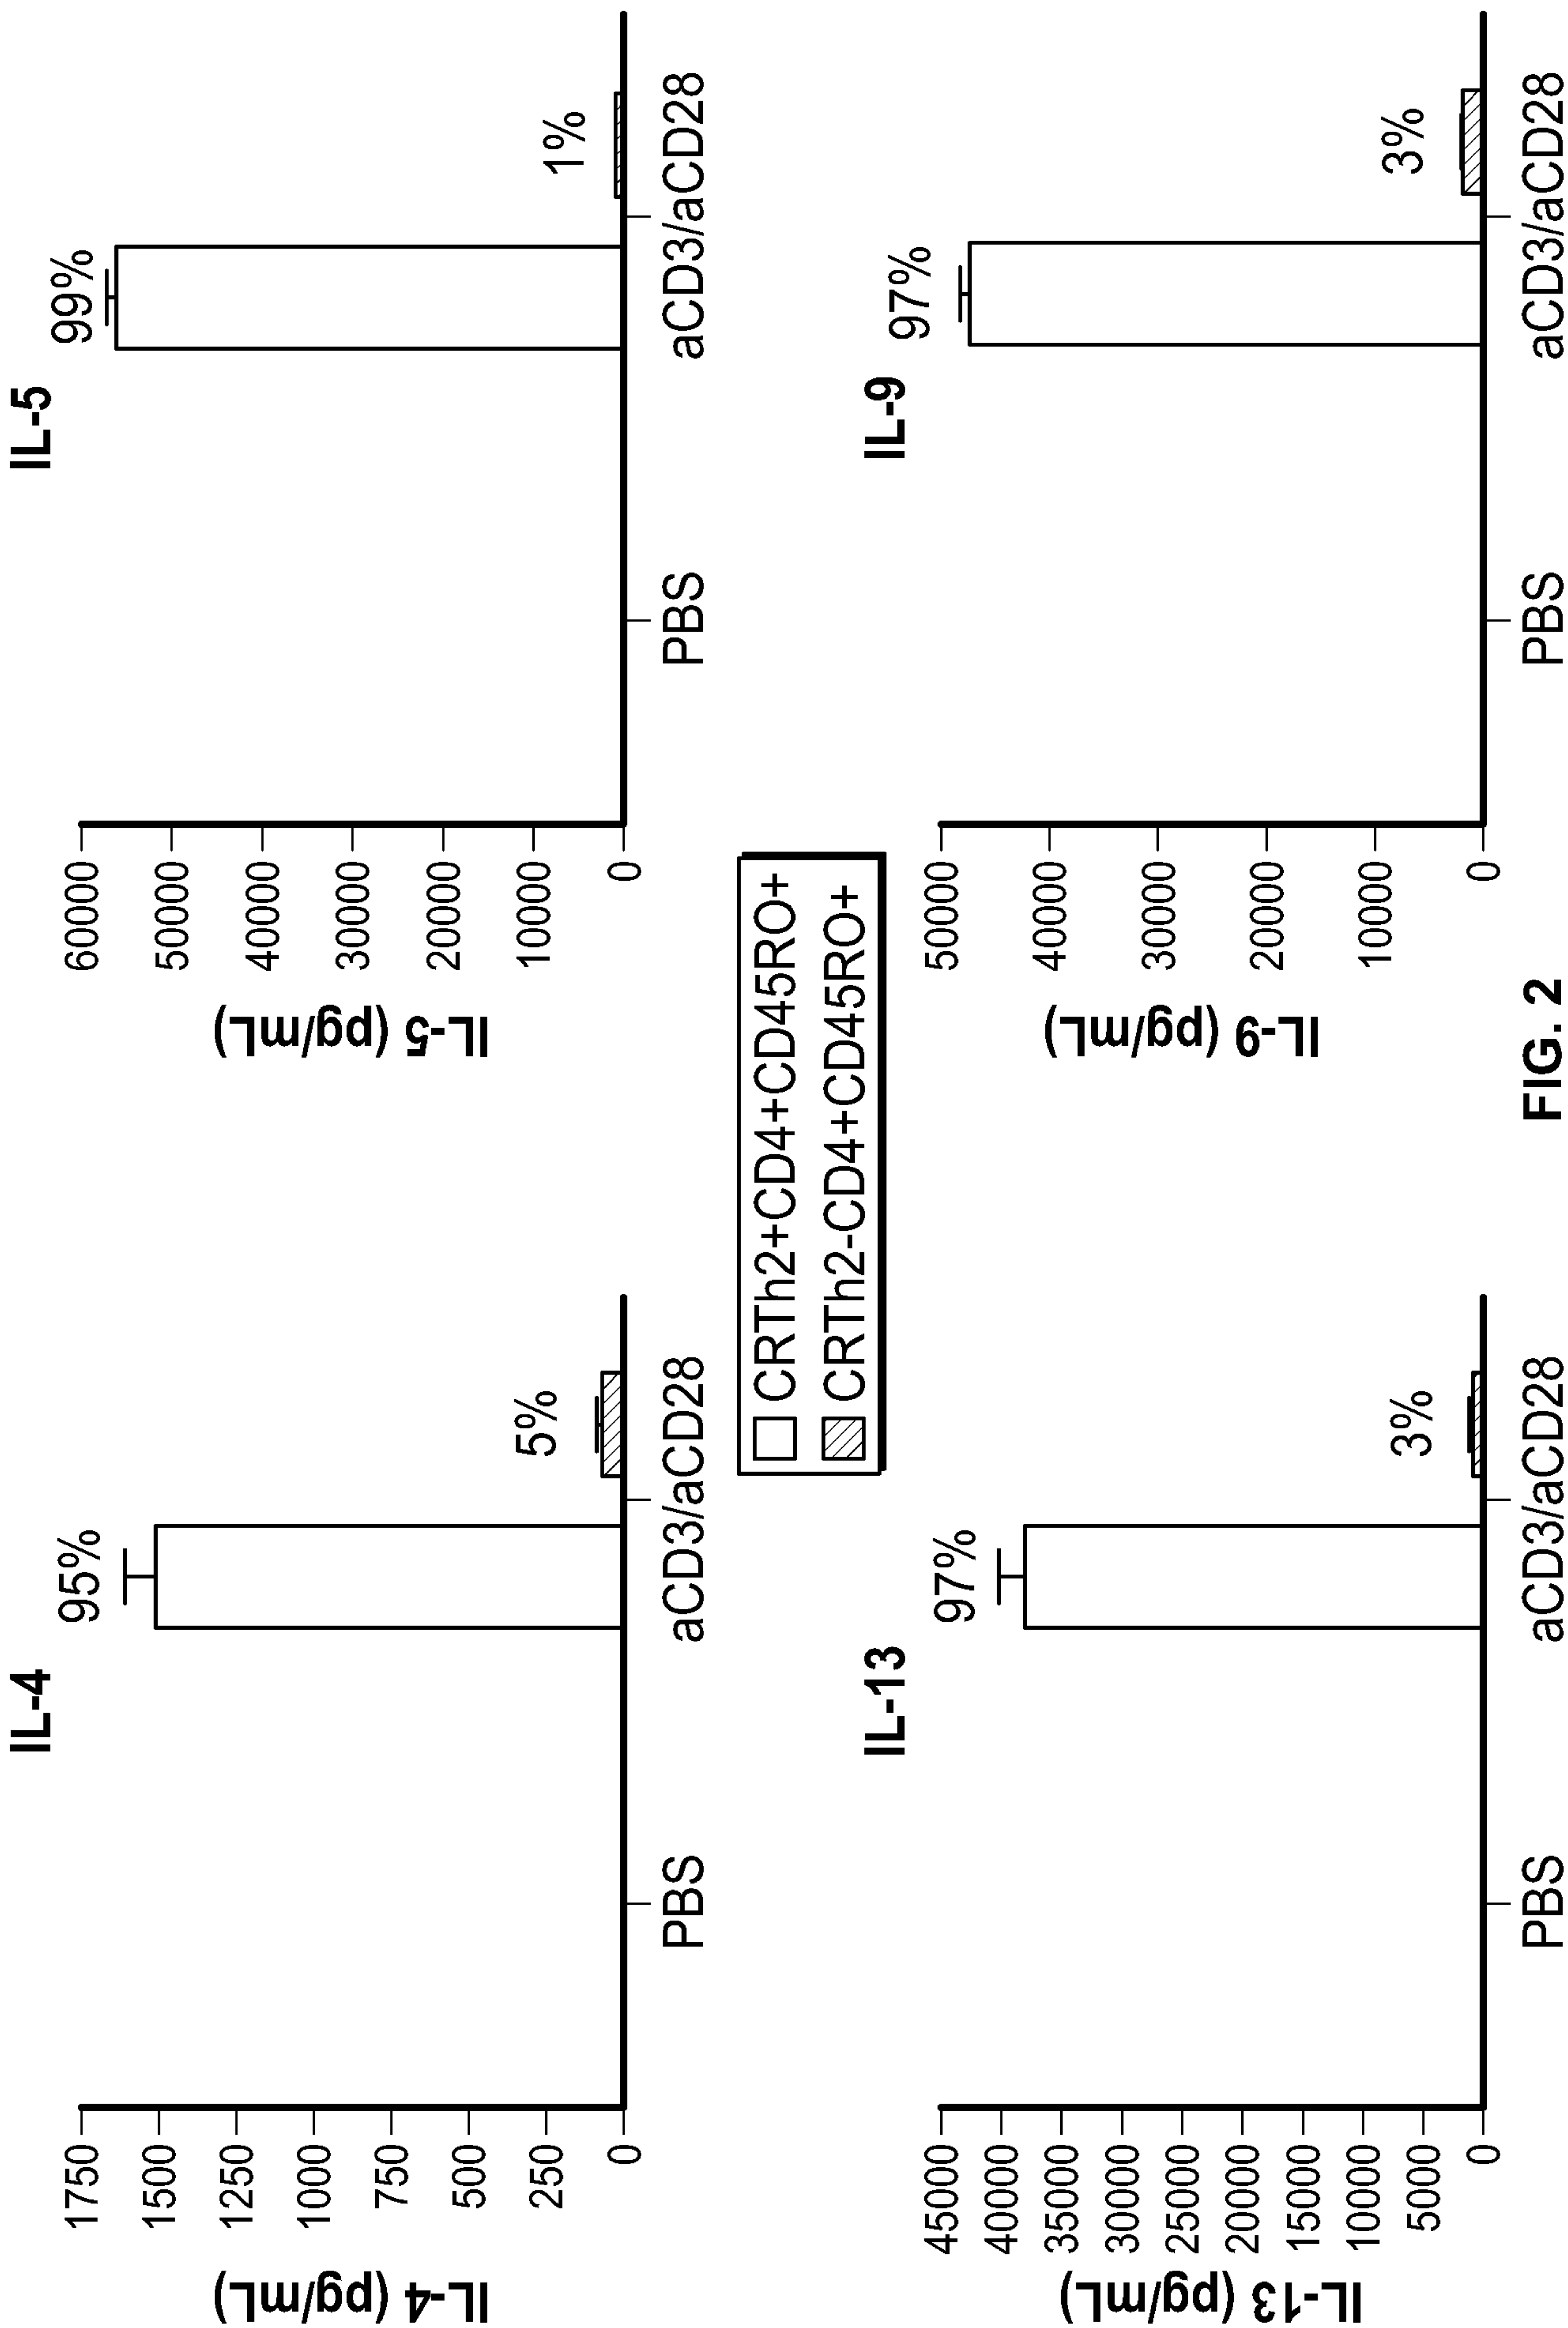 IL-4
IL-4 (pg/mL)
1750
1500
1250
1000
750
500
250
0
95%
5%
PBS
aCD3/aCD28
IL-5
IL-5 (pg/mL)
60000
50000
40000
30000
20000
10000
0
99%
1%
PBS
aCD3/aCD28
CRTh2+CD4+CD45RO+
CRTh2-CD4+CD45RO+
IL-13
IL-13 (pg/mL)
45000
40000
35000
30000
25000
20000
15000
10000
5000
0
97%
3%
PBS
aCD3/aCD28
IL-9
IL-9 (pg/mL)
50000
40000
30000
20000
10000
0
97%
3%
PBS
aCD3/aCD28
FIG. 2